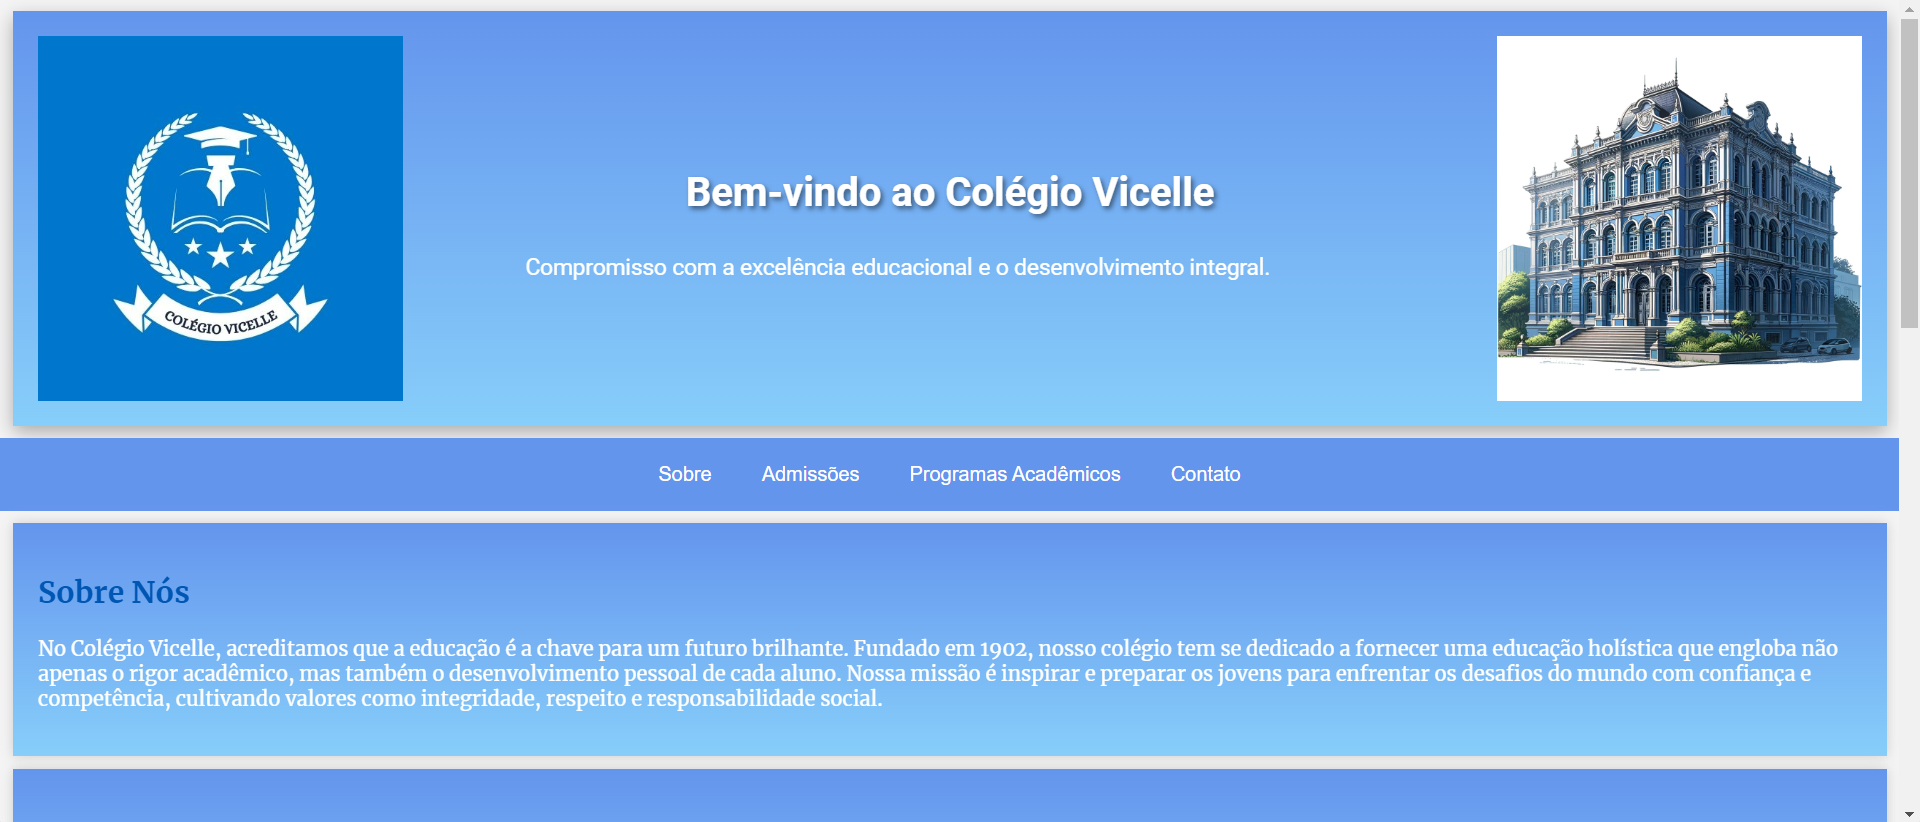 COLÉGIO VICELLE
Bem-vindo ao Colégio Vicelle
Compromisso com a excelência educacional e o desenvolvimento integral.
Sobre Admissões Programas Acadêmicos Contato
Sobre Nós
No Colégio Vicelle, acreditamos que a educação é a chave para um futuro brilhante. Fundado em 1902, nosso colégio tem se dedicado a fornecer uma educação holística que engloba não
apenas o rigor acadêmico, mas também o desenvolvimento pessoal de cada aluno. Nossa missão é inspirar e preparar os jovens para enfrentar os desafios do mundo com confiança e
competência, cultivando valores como integridade, respeito e responsabilidade social.